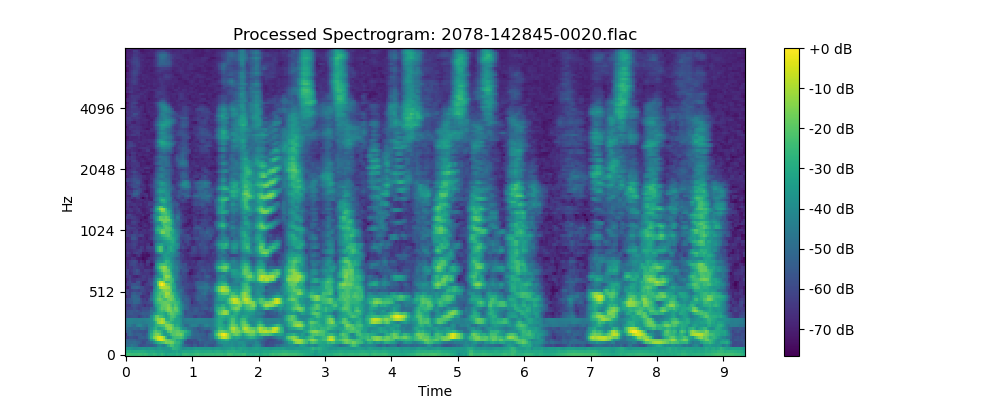 Processed Spectrogram: 2078-142845-0020.flac
Hz
4096
2048
1024
512
0
0 1 2 3 4 5 6 7 8 9
Time
+0 dB
-10 dB
-20 dB
-30 dB
-40 dB
-50 dB
-60 dB
-70 dB